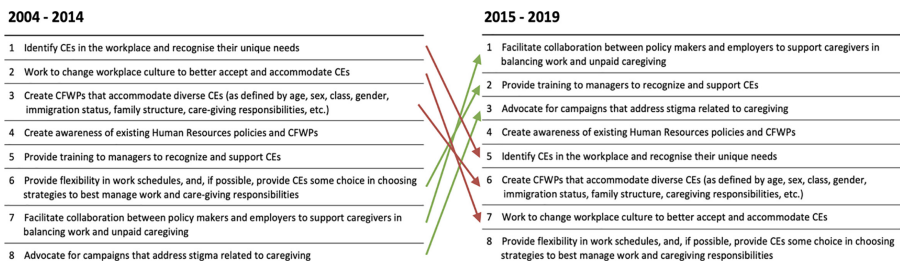 2004 - 2014
1 Identify CEs in the workplace and recognise their unique needs
2 Work to change workplace culture to better accept and accommodate CEs
3 Create CFWPs that accommodate diverse CEs (as defined by age, sex, class, gender,
immigration status, family structure, care-giving responsibilities, etc.)
4 Create awareness of existing Human Resources policies and CFWPs
5 Provide training to managers to recognize and support CEs
6 Provide flexibility in work schedules, and, if possible, provide CEs some choice in choosing
strategies to best manage work and care-giving responsibilities
7 Facilitate collaboration between policy makers and employers to support caregivers in
balancing work and unpaid caregiving
8 Advocate for campaigns that address stigma related to caregiving
2015 - 2019
1 Facilitate collaboration between policy makers and employers to support caregivers in
balancing work and unpaid caregiving
2 Provide training to managers to recognize and support CEs
3 Advocate for campaigns that address stigma related to caregiving
4 Create awareness of existing Human Resources policies and CFWPs
5 Identify CEs in the workplace and recognise their unique needs
6 Create CFWPs that accommodate diverse CEs (as defined by age, sex, class, gender,
immigration status, family structure, caregiving responsibilities, etc.)
7 Work to change workplace culture to better accept and accommodate CEs
8 Provide flexibility in work schedules, and, if possible, provide CEs some choice in choosing
strategies to best manage work and caregiving responsibilities